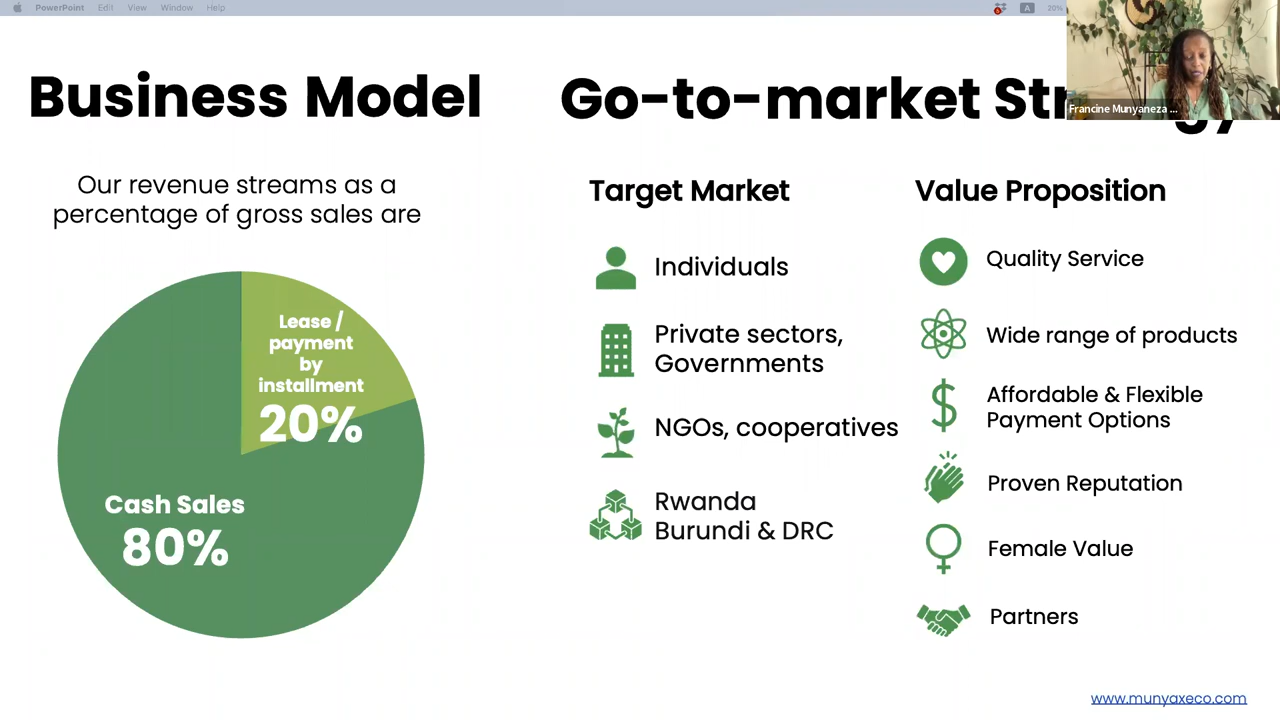 PowerPoint Edit View Window Help
A 20%
Francine Munyaneza ...
Business Model
Our revenue streams as a
percentage of gross sales are
Lease /
payment
by
installment
20%
Cash Sales
80%
Go-to-market
Target Market
Individuals
Private sectors,
Governments
NGOs, cooperatives
Rwanda
Burundi & DRC
Value Proposition
Quality Service
Wide range of products
Affordable & Flexible
Payment Options
Proven Reputation
Female Value
Partners
www.munyaxeco.com